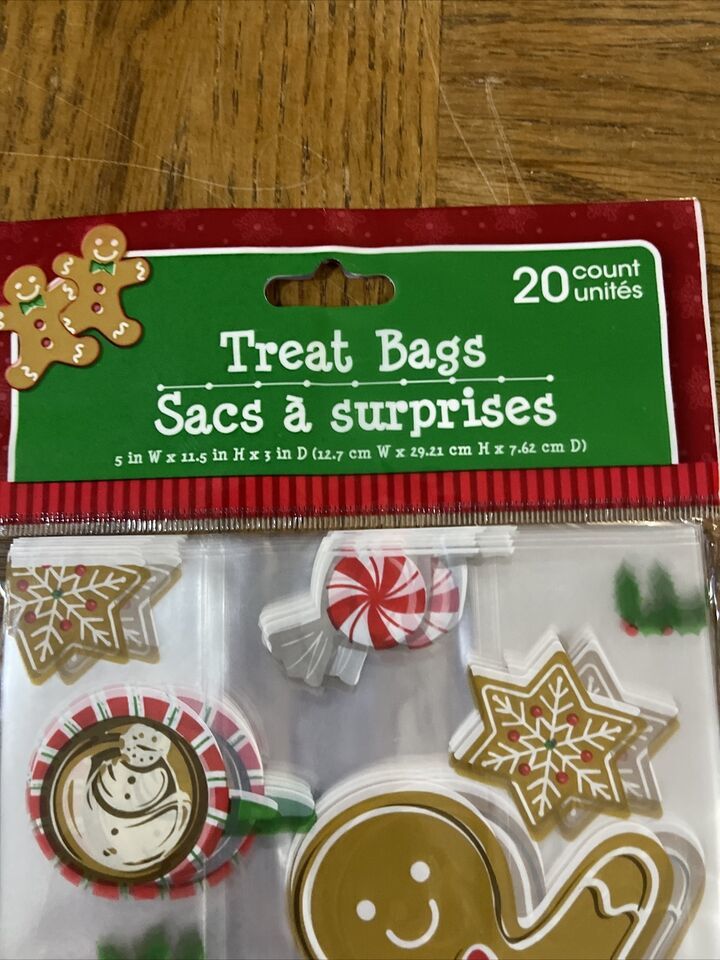 20 count
unités
Treat Bags
Sacs à surprises
5 in W x 11.5 in H x 3 in D (12.7 cm W x 29.21 cm H x 7.62 cm D)